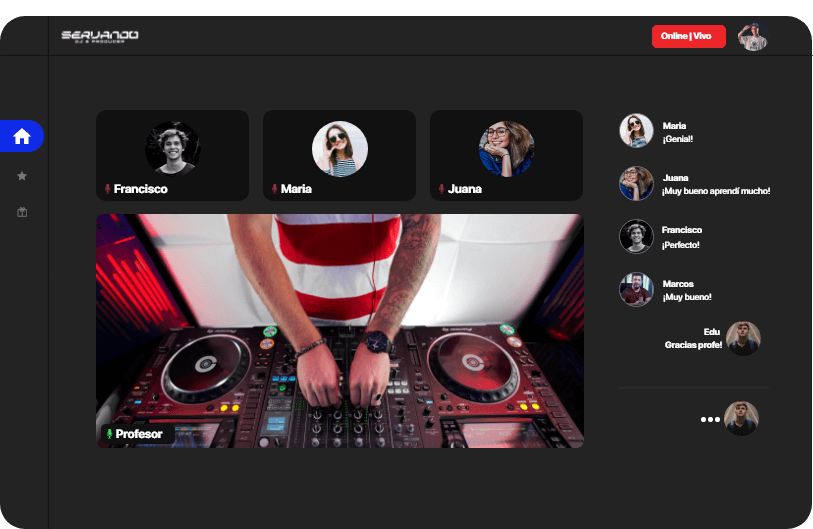 SERVANDO
DJ & PRODUCER
Online | Vivo
Francisco
Maria
Juana
Profesor
Maria
¡Genial!
Juana
¡Muy bueno aprendí mucho!
Francisco
¡Perfecto!
Marcos
¡Muy bueno!
Edu
Gracias profe!